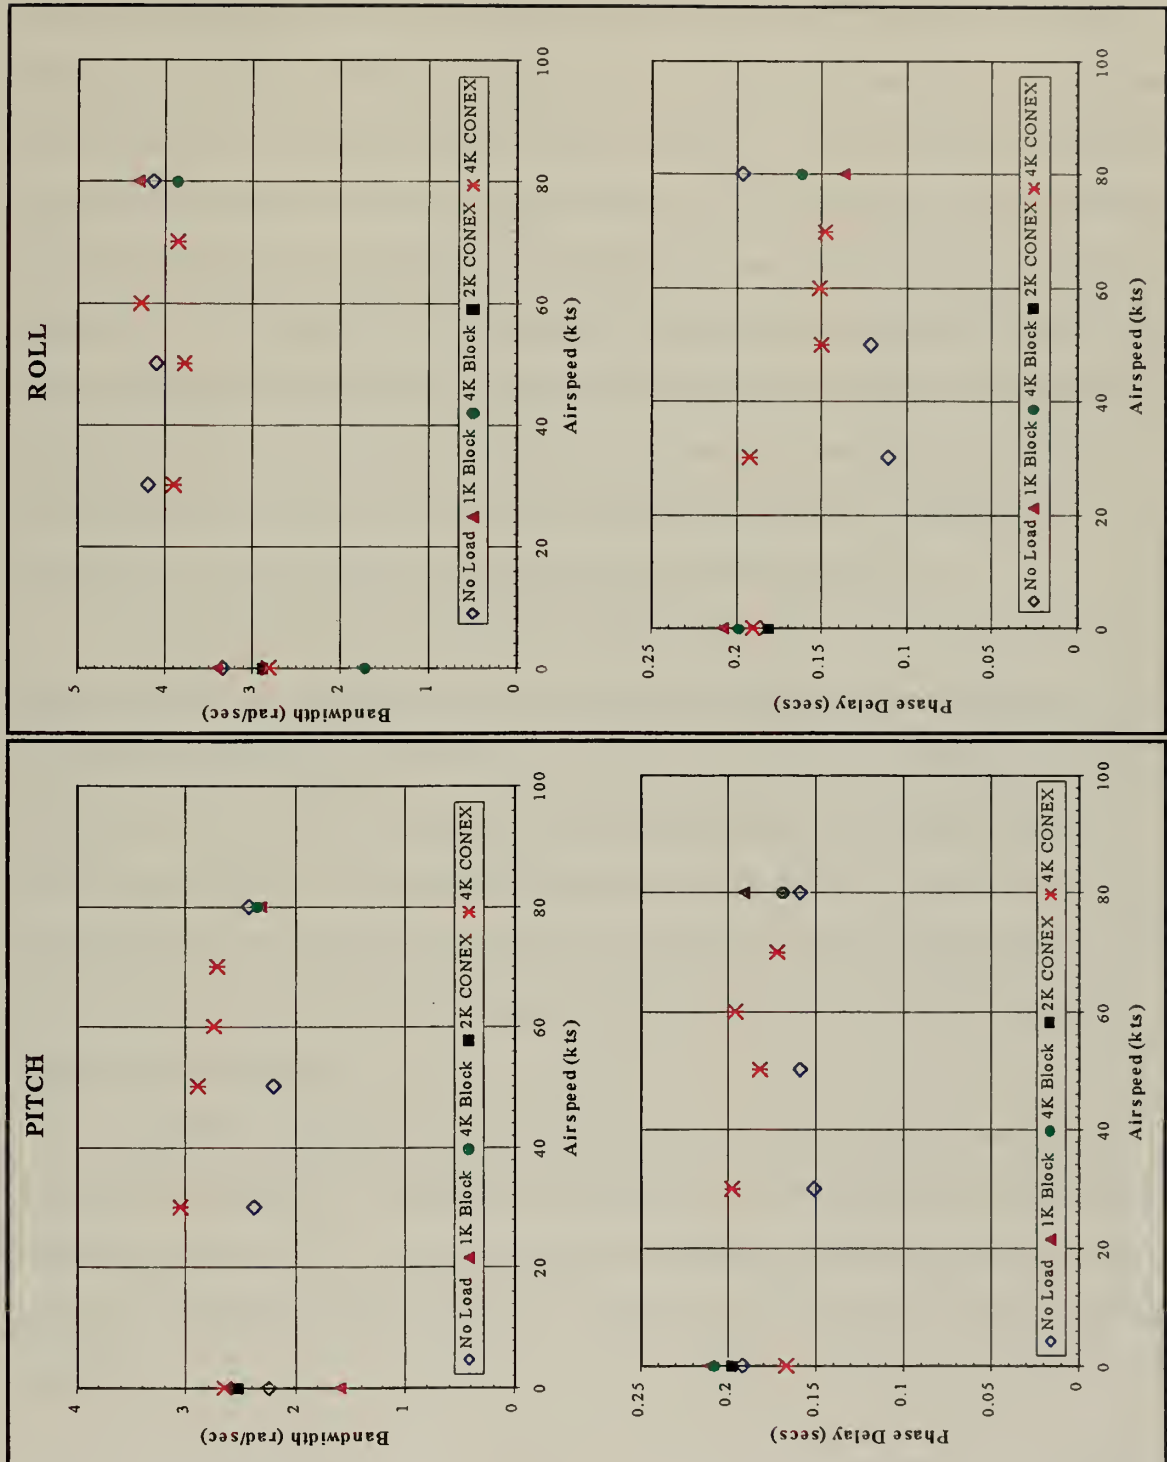 PITCH
4
3
2
1
0
Bandwidth (rad/sec)
0 20 40 60 80 100
No Load 1K Block 4K Block 2K CONEX 4K CONEX
Airspeed (kts)
0.25
0.2
0.15
0.1
0.05
0
Phase Delay (secs)
0 20 40 60 80 100
No Load 1K Block 4K Block 2K CONEX 4K CONEX
Airspeed (kts)
ROLL
5
4
3
2
1
0
Bandwidth (rad/sec)
0 20 40 60 80 100
No Load 1K Block 4K Block 2K CONEX 4K CONEX
Airspeed (kts)
0.25
0.2
0.15
0.1
0.05
0
Phase Delay (secs)
0 20 40 60 80 100
No Load 1K Block 4K Block 2K CONEX 4K CONEX
Airspeed (kts)